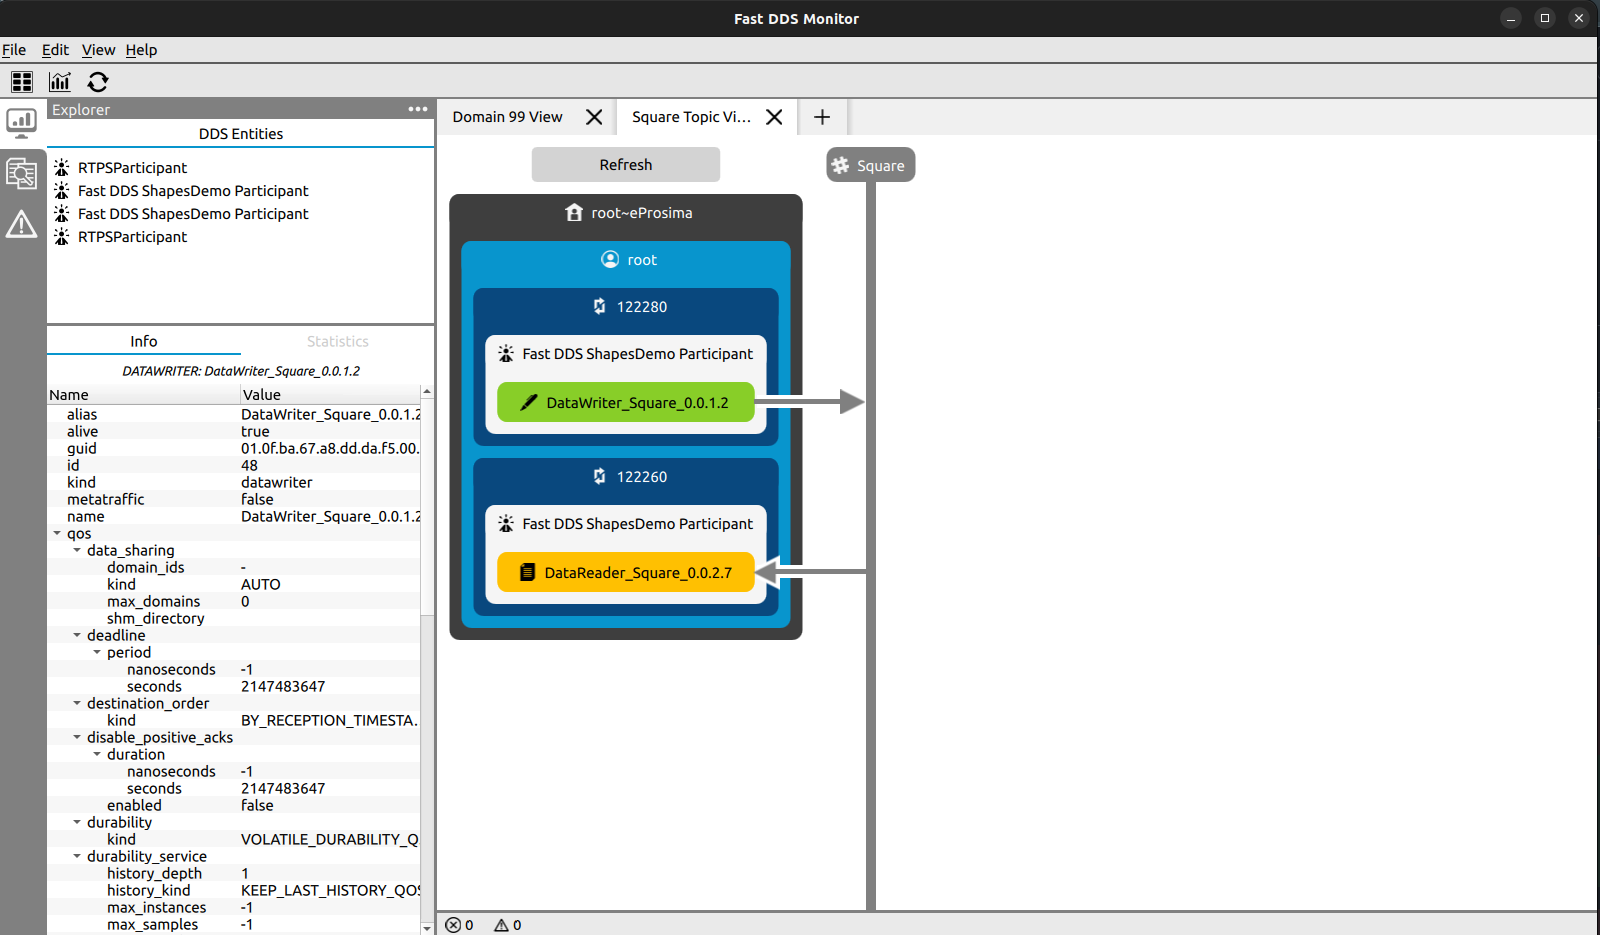 Fast DDS Monitor
File Edit View Help
Explorer
DDS Entities
RTPSParticipant
Fast DDS ShapesDemo Participant
Fast DDS ShapesDemo Participant
RTPSParticipant
Info Statistics
DATAWRITER: DataWriter_Square_0.0.1.2
Name Value
alias DataWriter_Square_0.0.1.2
alive true
guid 01.0f.ba.67.a8.dd.da.f5.00.
id 48
kind datawriter
metatraffic false
name DataWriter_Square_0.0.1.2
qos
data_sharing
domain_ids -
kind AUTO
max_domains 0
shm_directory
deadline
period
nanoseconds -1
seconds 2147483647
destination_order
kind BY_RECEPTION_TIMESTA.
disable_positive_acks
duration
nanoseconds -1
seconds 2147483647
enabled false
durability
kind VOLATILE_DURABILITY_Q
durability_service
history_depth 1
history_kind KEEP_LAST_HISTORY_QOS
max_instances -1
max_samples -1
Domain 99 View
Square Topic Vi...
Refresh
Square
root~eProsima
root
122280
Fast DDS ShapesDemo Participant
DataWriter_Square_0.0.1.2
122260
Fast DDS ShapesDemo Participant
DataReader_Square_0.0.2.7
0 0